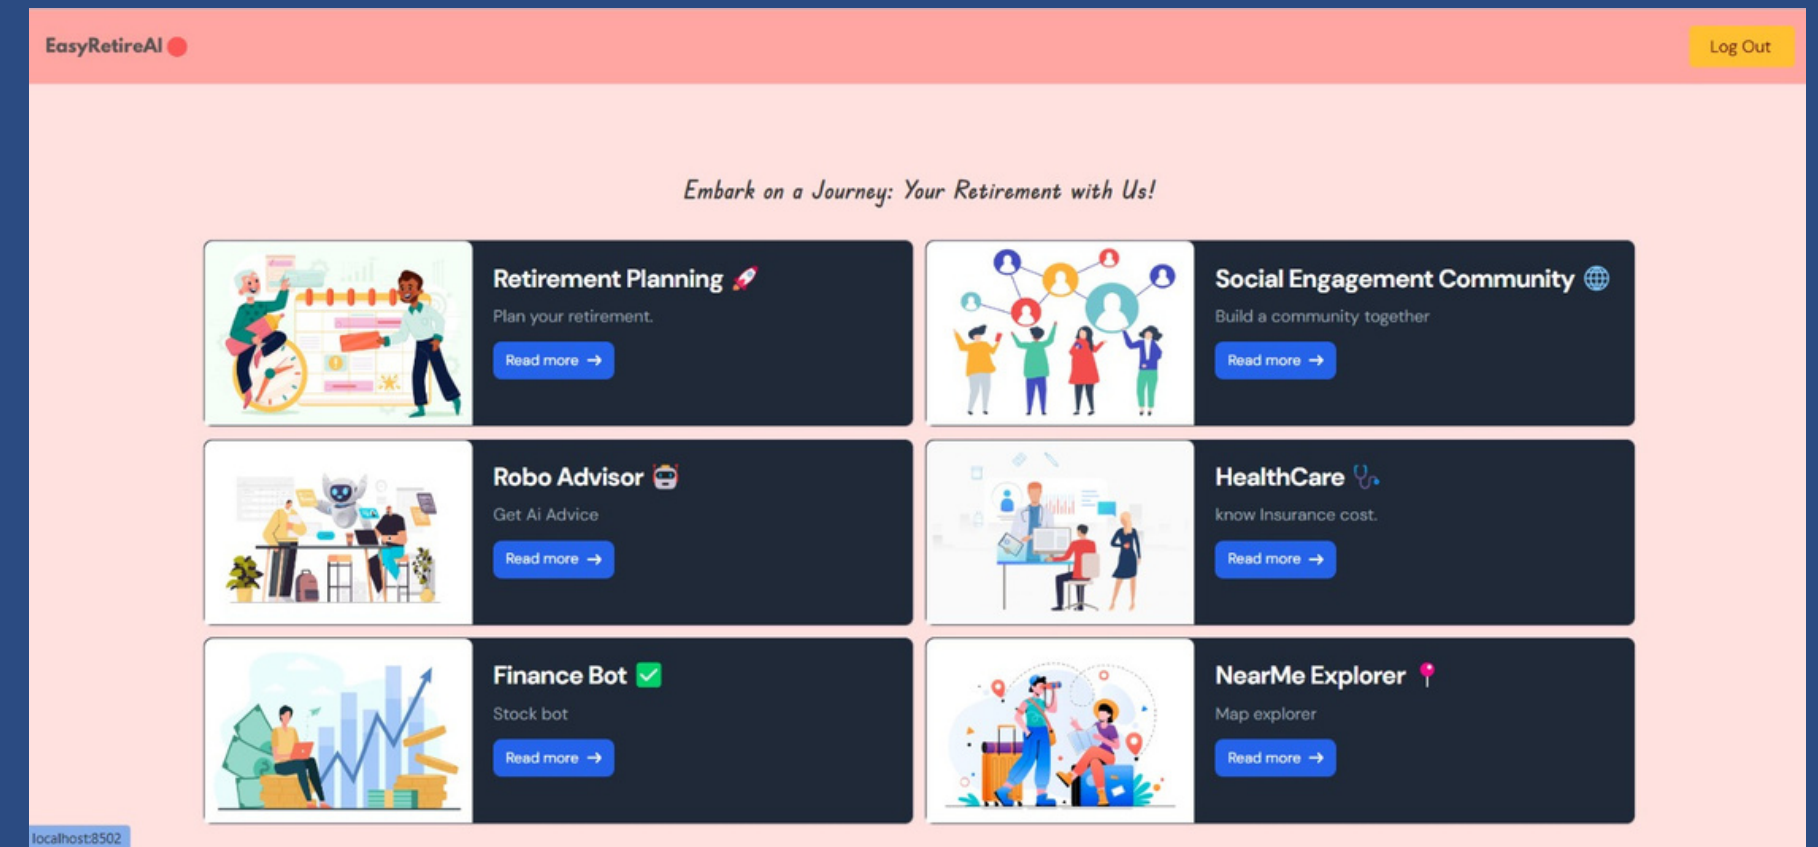 EasyRetireAI
Log Out
Embark on a Journey: Your Retirement with Us!
Retirement Planning 🚀
Plan your retirement.
Read more →
Social Engagement Community 🌐
Build a community together
Read more →
Robo Advisor 🤖
Get Ai Advice
Read more →
HealthCare 🩺
know Insurance cost.
Read more →
Finance Bot ✅
Stock bot
Read more →
NearMe Explorer 📍
Map explorer
Read more →
localhost:8502